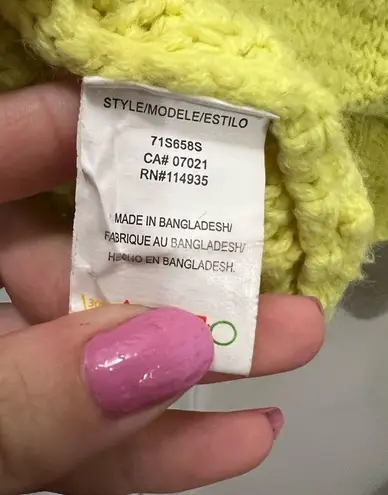 STYLE/MODELE/ESTILO
71S658S
CA# 07021
RN#114935
MADE IN BANGLADESH/
FABRIQUE AU BANGLADESH/
HECHO EN BANGLADESH.